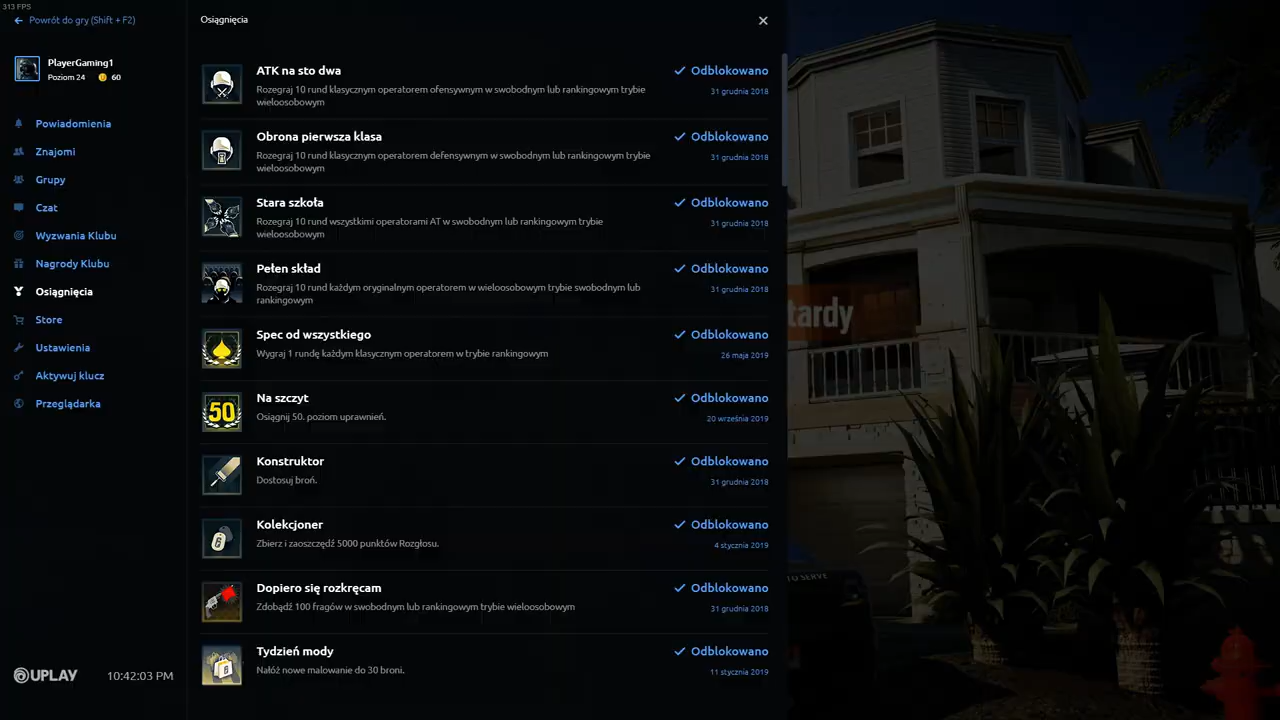 313 FPS
Powrót do gry (Shift + F2)
Osiągnięcia
PlayerGaming1
Poziom 24 60
Powiadomienia
Znajomi
Grupy
Czat
Wyzwania Klubu
Nagrody Klubu
Osiągnięcia
Store
Ustawienia
Aktywuj klucz
Przeglądarka
UPLAY
10:42:03 PM
ATK na sto dwa
Rozegraj 10 rund klasycznym operatorem ofensywnym w swobodnym lub rankingowym trybie
wieloosobowym
Odblokowano
31 grudnia 2018
Obrona pierwsza klasa
Rozegraj 10 rund klasycznym operatorem defensywnym w swobodnym lub rankingowym trybie
wieloosobowym
Odblokowano
31 grudnia 2018
Stara szkoła
Rozegraj 10 rund wszystkimi operatorami AT w swobodnym lub rankingowym trybie
wieloosobowym
Odblokowano
31 grudnia 2018
Pełen skład
Rozegraj 10 rund każdym oryginalnym operatorem w wieloosobowym trybie swobodnym lub
rankingowym
Odblokowano
31 grudnia 2018
Spec od wszystkiego
Wygraj 1 rundę każdym klasycznym operatorem w trybie rankingowym
Odblokowano
26 maja 2019
50
Na szczyt
Osiągnij 50. poziom uprawnień.
Odblokowano
20 września 2019
Konstruktor
Dostosuj broń.
Odblokowano
31 grudnia 2018
6
Kolekcjoner
Zbierz i zaoszczędź 5000 punktów Rozgłosu.
Odblokowano
4 stycznia 2019
Dopiero się rozkręcam
Zdobądź 100 fragów w swobodnym lub rankingowym trybie wieloosobowym
Odblokowano
31 grudnia 2018
6
Tydzień mody
Nałóż nowe malowanie do 30 broni.
Odblokowano
11 stycznia 2019
tardy
TO SERVE